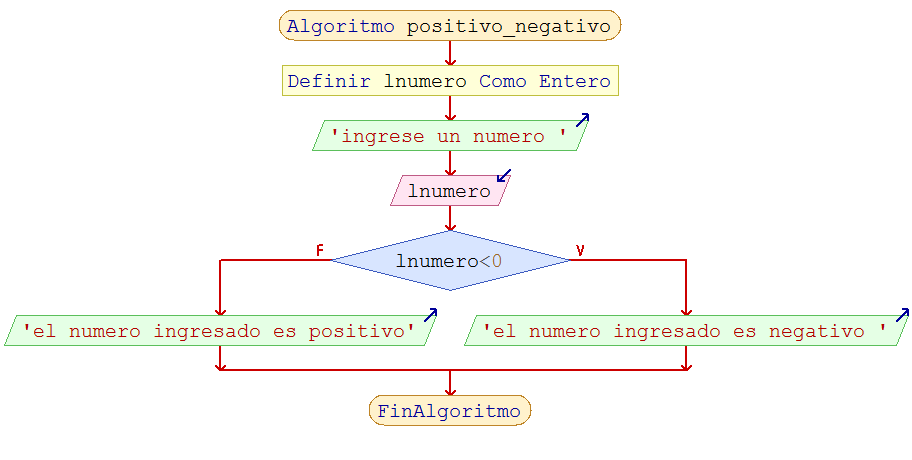 Algoritmo positivo_negativo
Definir lnumero Como Entero
'ingrese un numero '
lnumero
lnumero<0
F
V
'el numero ingresado es positivo'
'el numero ingresado es negativo '
FinAlgoritmo